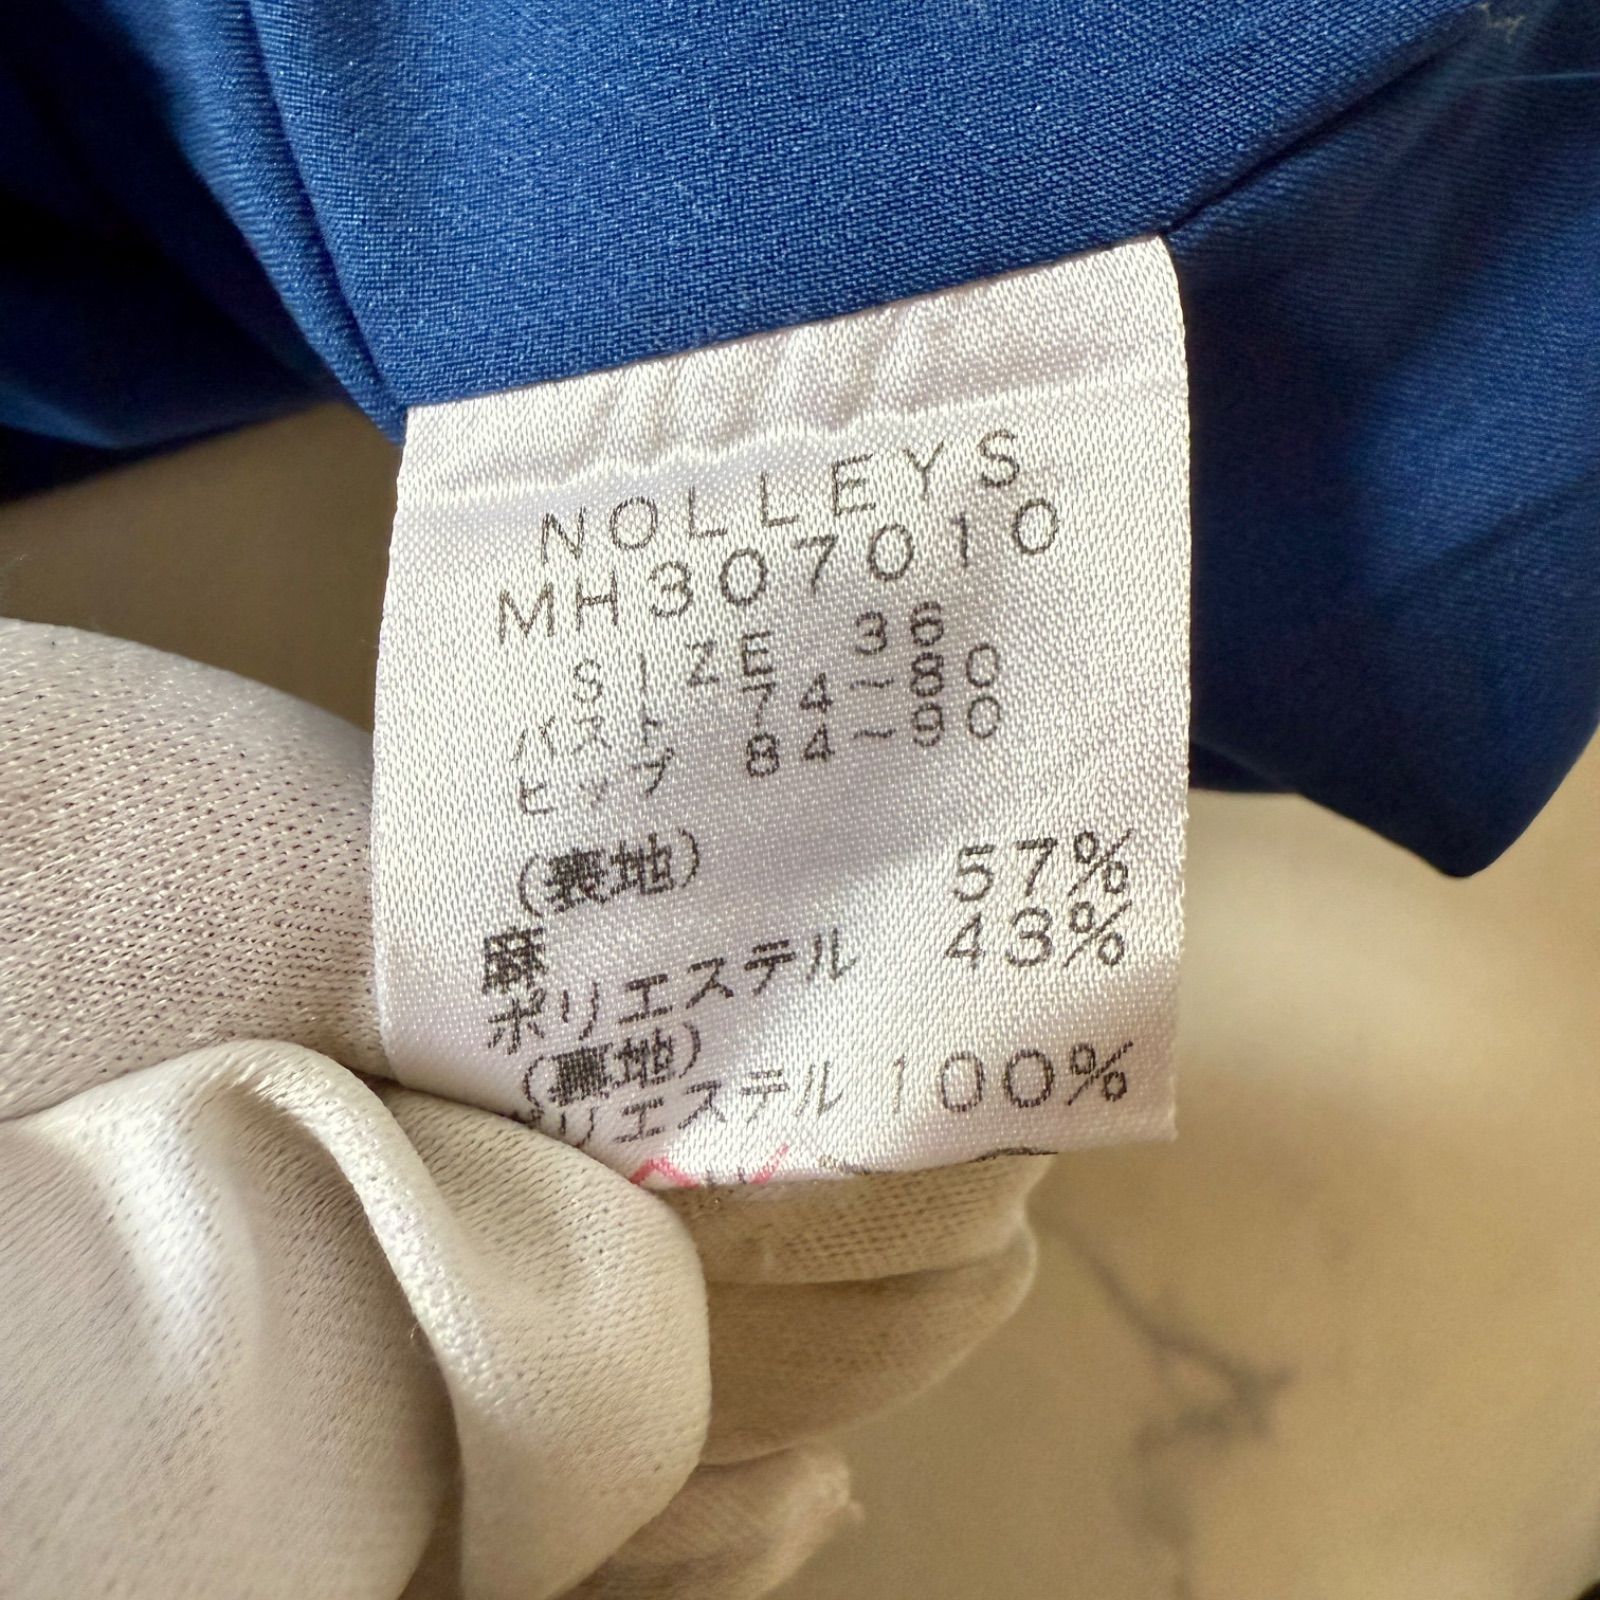 NOLLEYS
MH307010
SIZE 36
バスト 74~80
ヒップ 84~90
(表地)
麻 57%
ポリエステル 43%
(裏地)
ポリエステル 100%